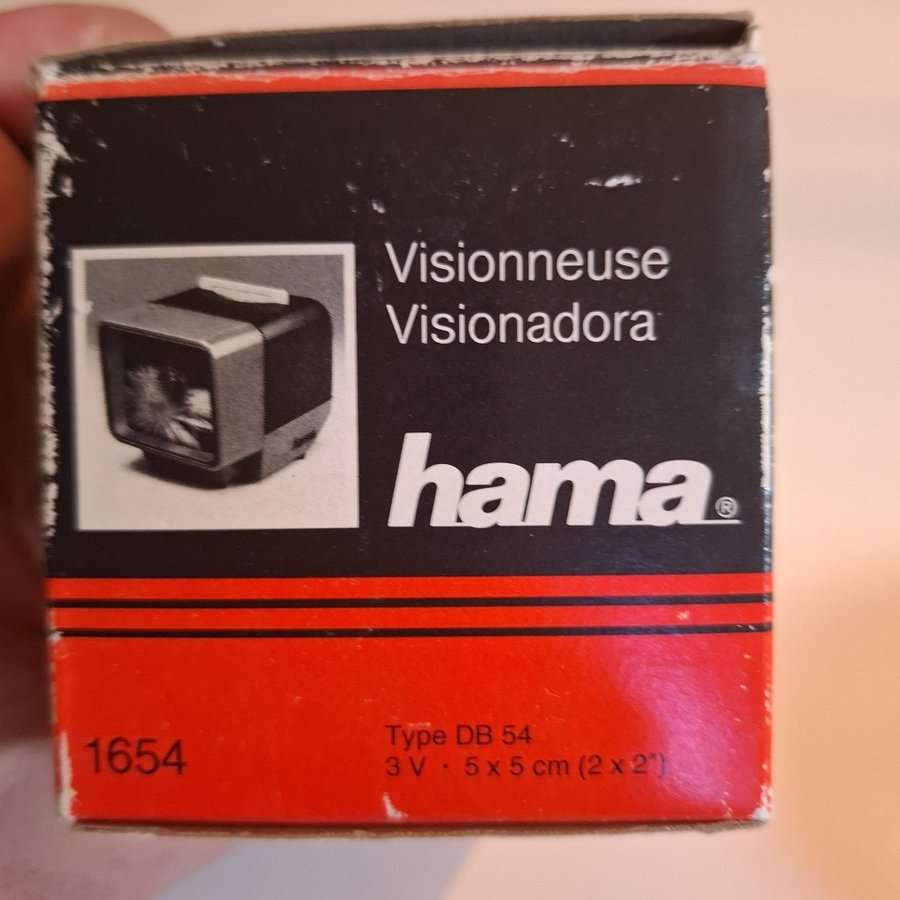 Visionneuse
Visionadora
hama®
1654
Type DB 54
3 V · 5 x 5 cm (2 x 2")